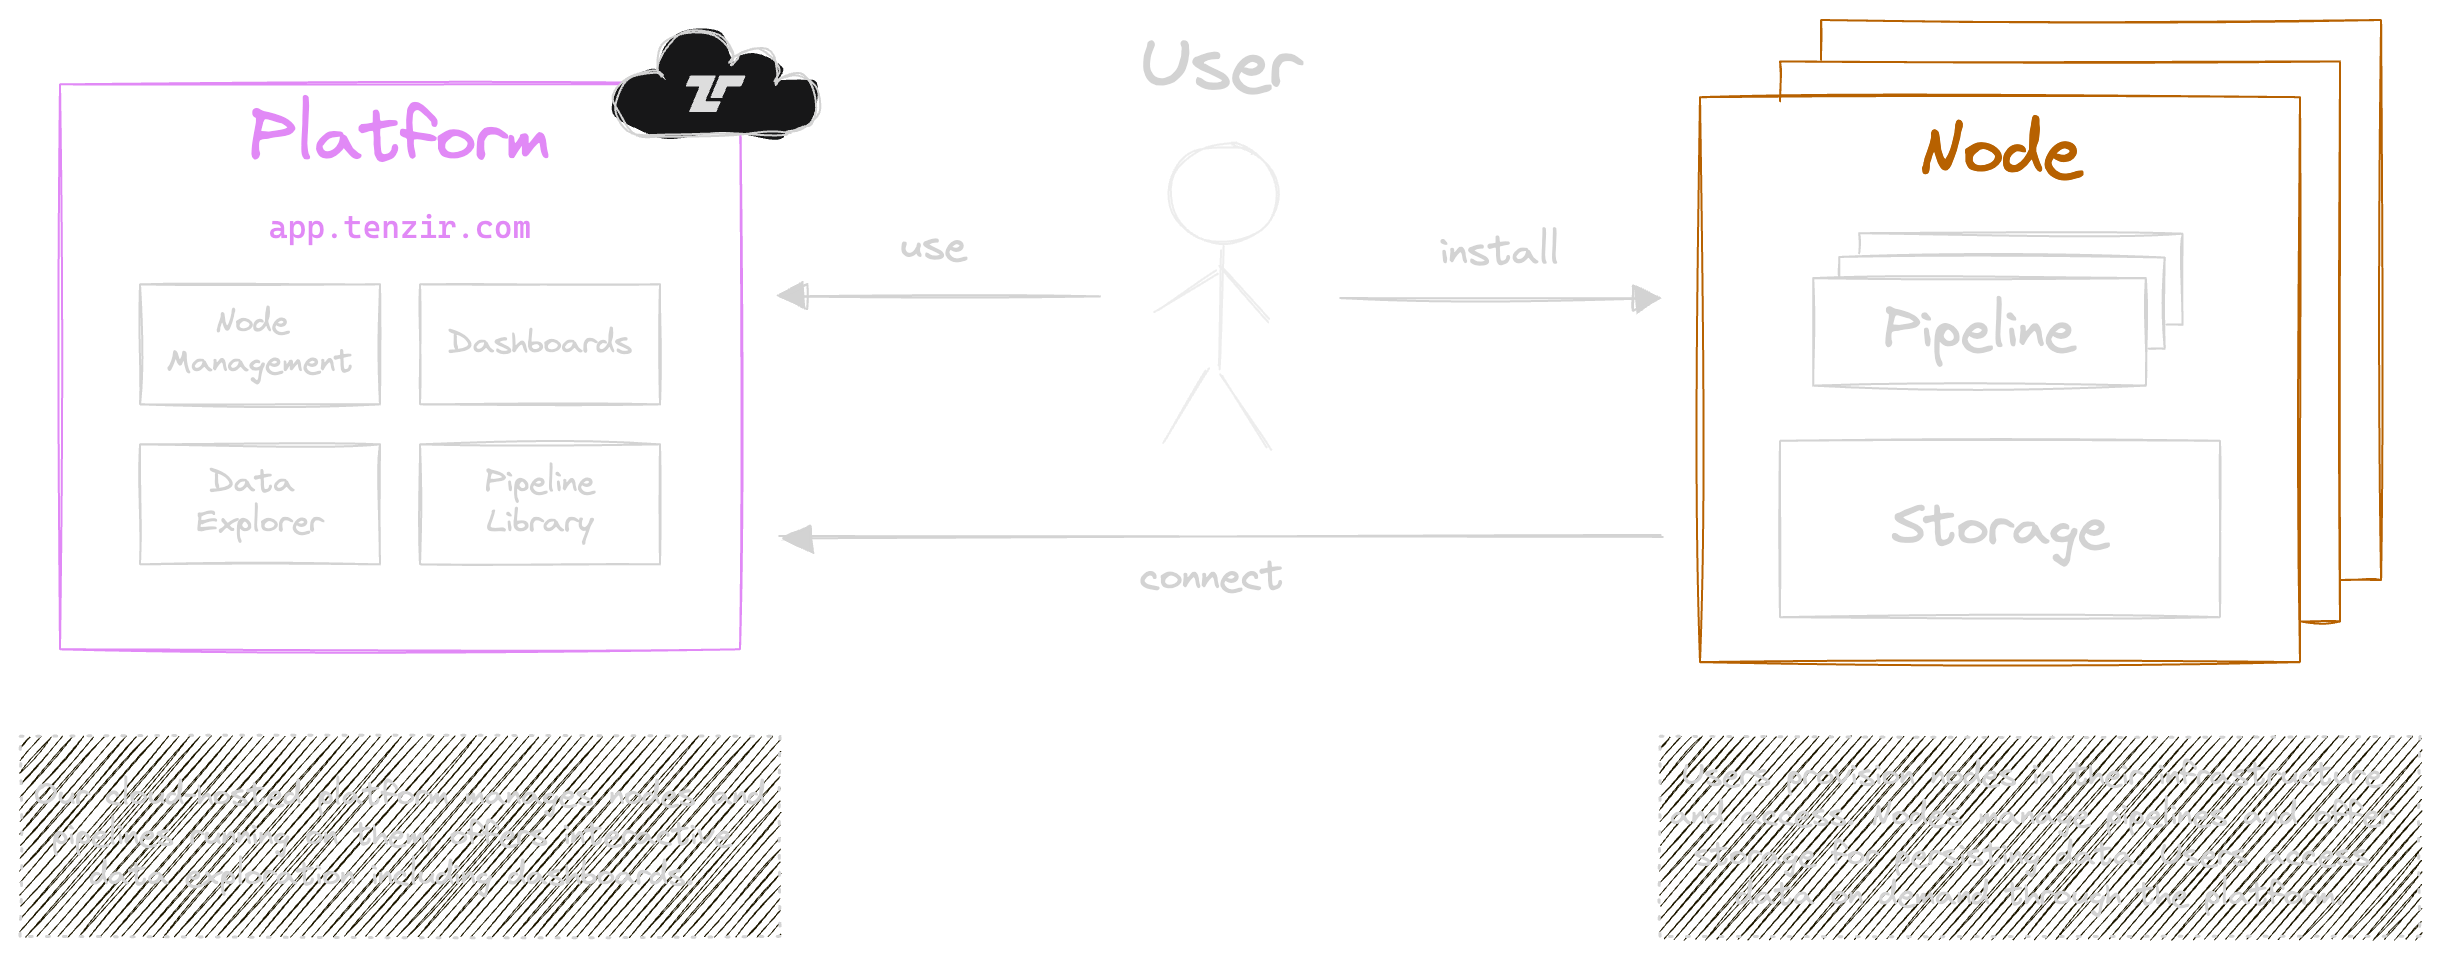 User
Platform
app.tenzir.com
Node
Management
Dashboards
Data
Explorer
Pipeline
Library
use
install
connect
Node
Pipeline
Storage
Our cloud-hosted platform manages nodes and
pipelines running on them, offers interactive
data exploration including dashboards.
Users provision nodes in their infrastructure
and access. Nodes manage pipelines and offer
storage for persisting data. Users access
data on demand through the platform.